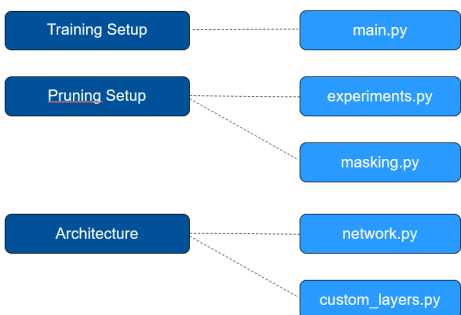 Training Setup
main.py
Pruning Setup
experiments.py
masking.py
Architecture
network.py
custom_layers.py